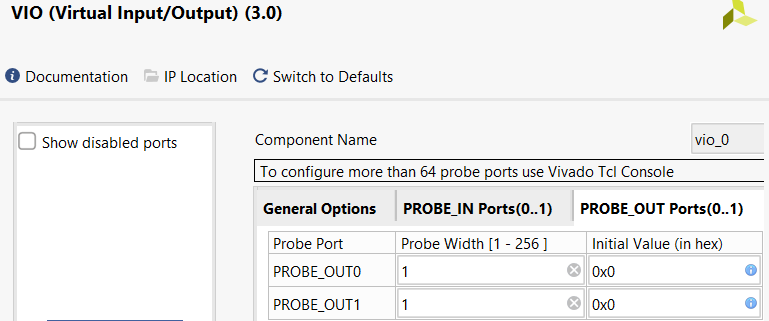 VIO (Virtual Input/Output) (3.0)
Documentation IP Location Switch to Defaults
Show disabled ports
Component Name vio_0
To configure more than 64 probe ports use Vivado Tcl Console
General Options PROBE_IN Ports(0..1) PROBE_OUT Ports(0..1)
Probe Port Probe Width [1 - 256 ] Initial Value (in hex)
PROBE_OUT0 1 0x0
PROBE_OUT1 1 0x0